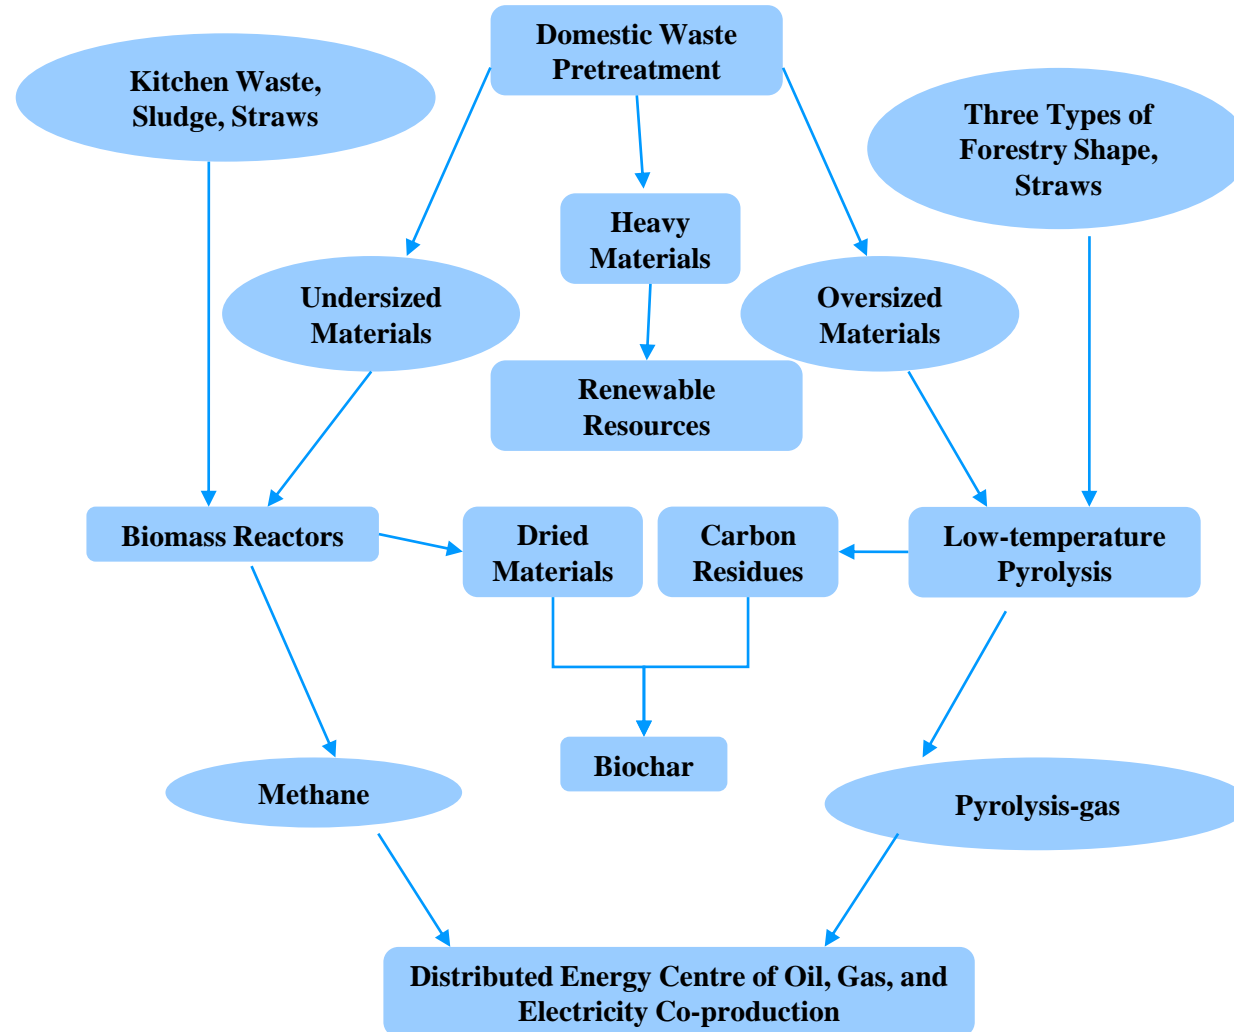 Domestic Waste
Pretreatment
Kitchen Waste,
Sludge, Straws
Three Types of
Forestry Shape,
Straws
Heavy
Materials
Undersized
Materials
Oversized
Materials
Renewable
Resources
Biomass Reactors
Dried
Materials
Carbon
Residues
Low-temperature
Pyrolysis
Biochar
Methane
Pyrolysis-gas
Distributed Energy Centre of Oil, Gas, and
Electricity Co-production